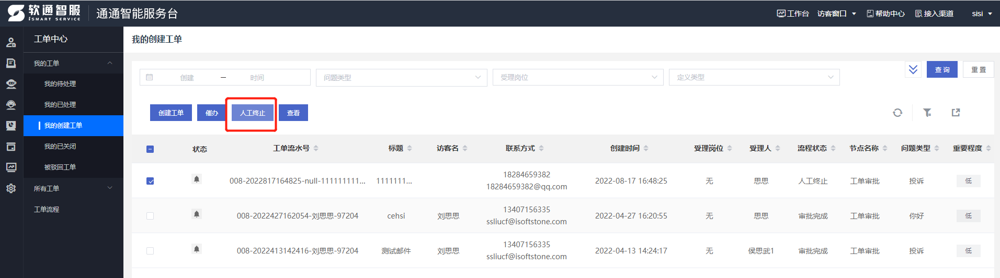 软通智服
iSMART SERVICE
通通智能服务台
工作台 访客窗口 帮助中心 接入渠道 sisi
工单中心
我的工单
我的待处理
我的已处理
我的创建工单
我的已关闭
被驳回工单
所有工单
工单流程
我的创建工单
创建 — 时间 问题类型 受理岗位 定义类型 查询 重置
创建工单 催办 人工终止 查看
状态 工单流水号 标题 访客名 联系方式 创建时间 受理岗位 受理人 流程状态 节点名称 问题类型 重要程度
18284659382
008-2022817164825-null-111111111... 1111111... 2022-08-17 16:48:25 无 思思 人工终止 工单审批 投诉 低
18284659382@qq.com
13407156335
008-2022427162054-刘思思-97204 cehsi 刘思思 2022-04-27 16:20:55 无 思思 审批完成 工单审批 你好 低
ssliucf@isoftstone.com
13407156335
008-2022413142416-刘思思-97204 测试邮件 刘思思 2022-04-13 14:24:17 无 侯思武1 审批完成 工单审批 投诉 低
ssliucf@isoftstone.com